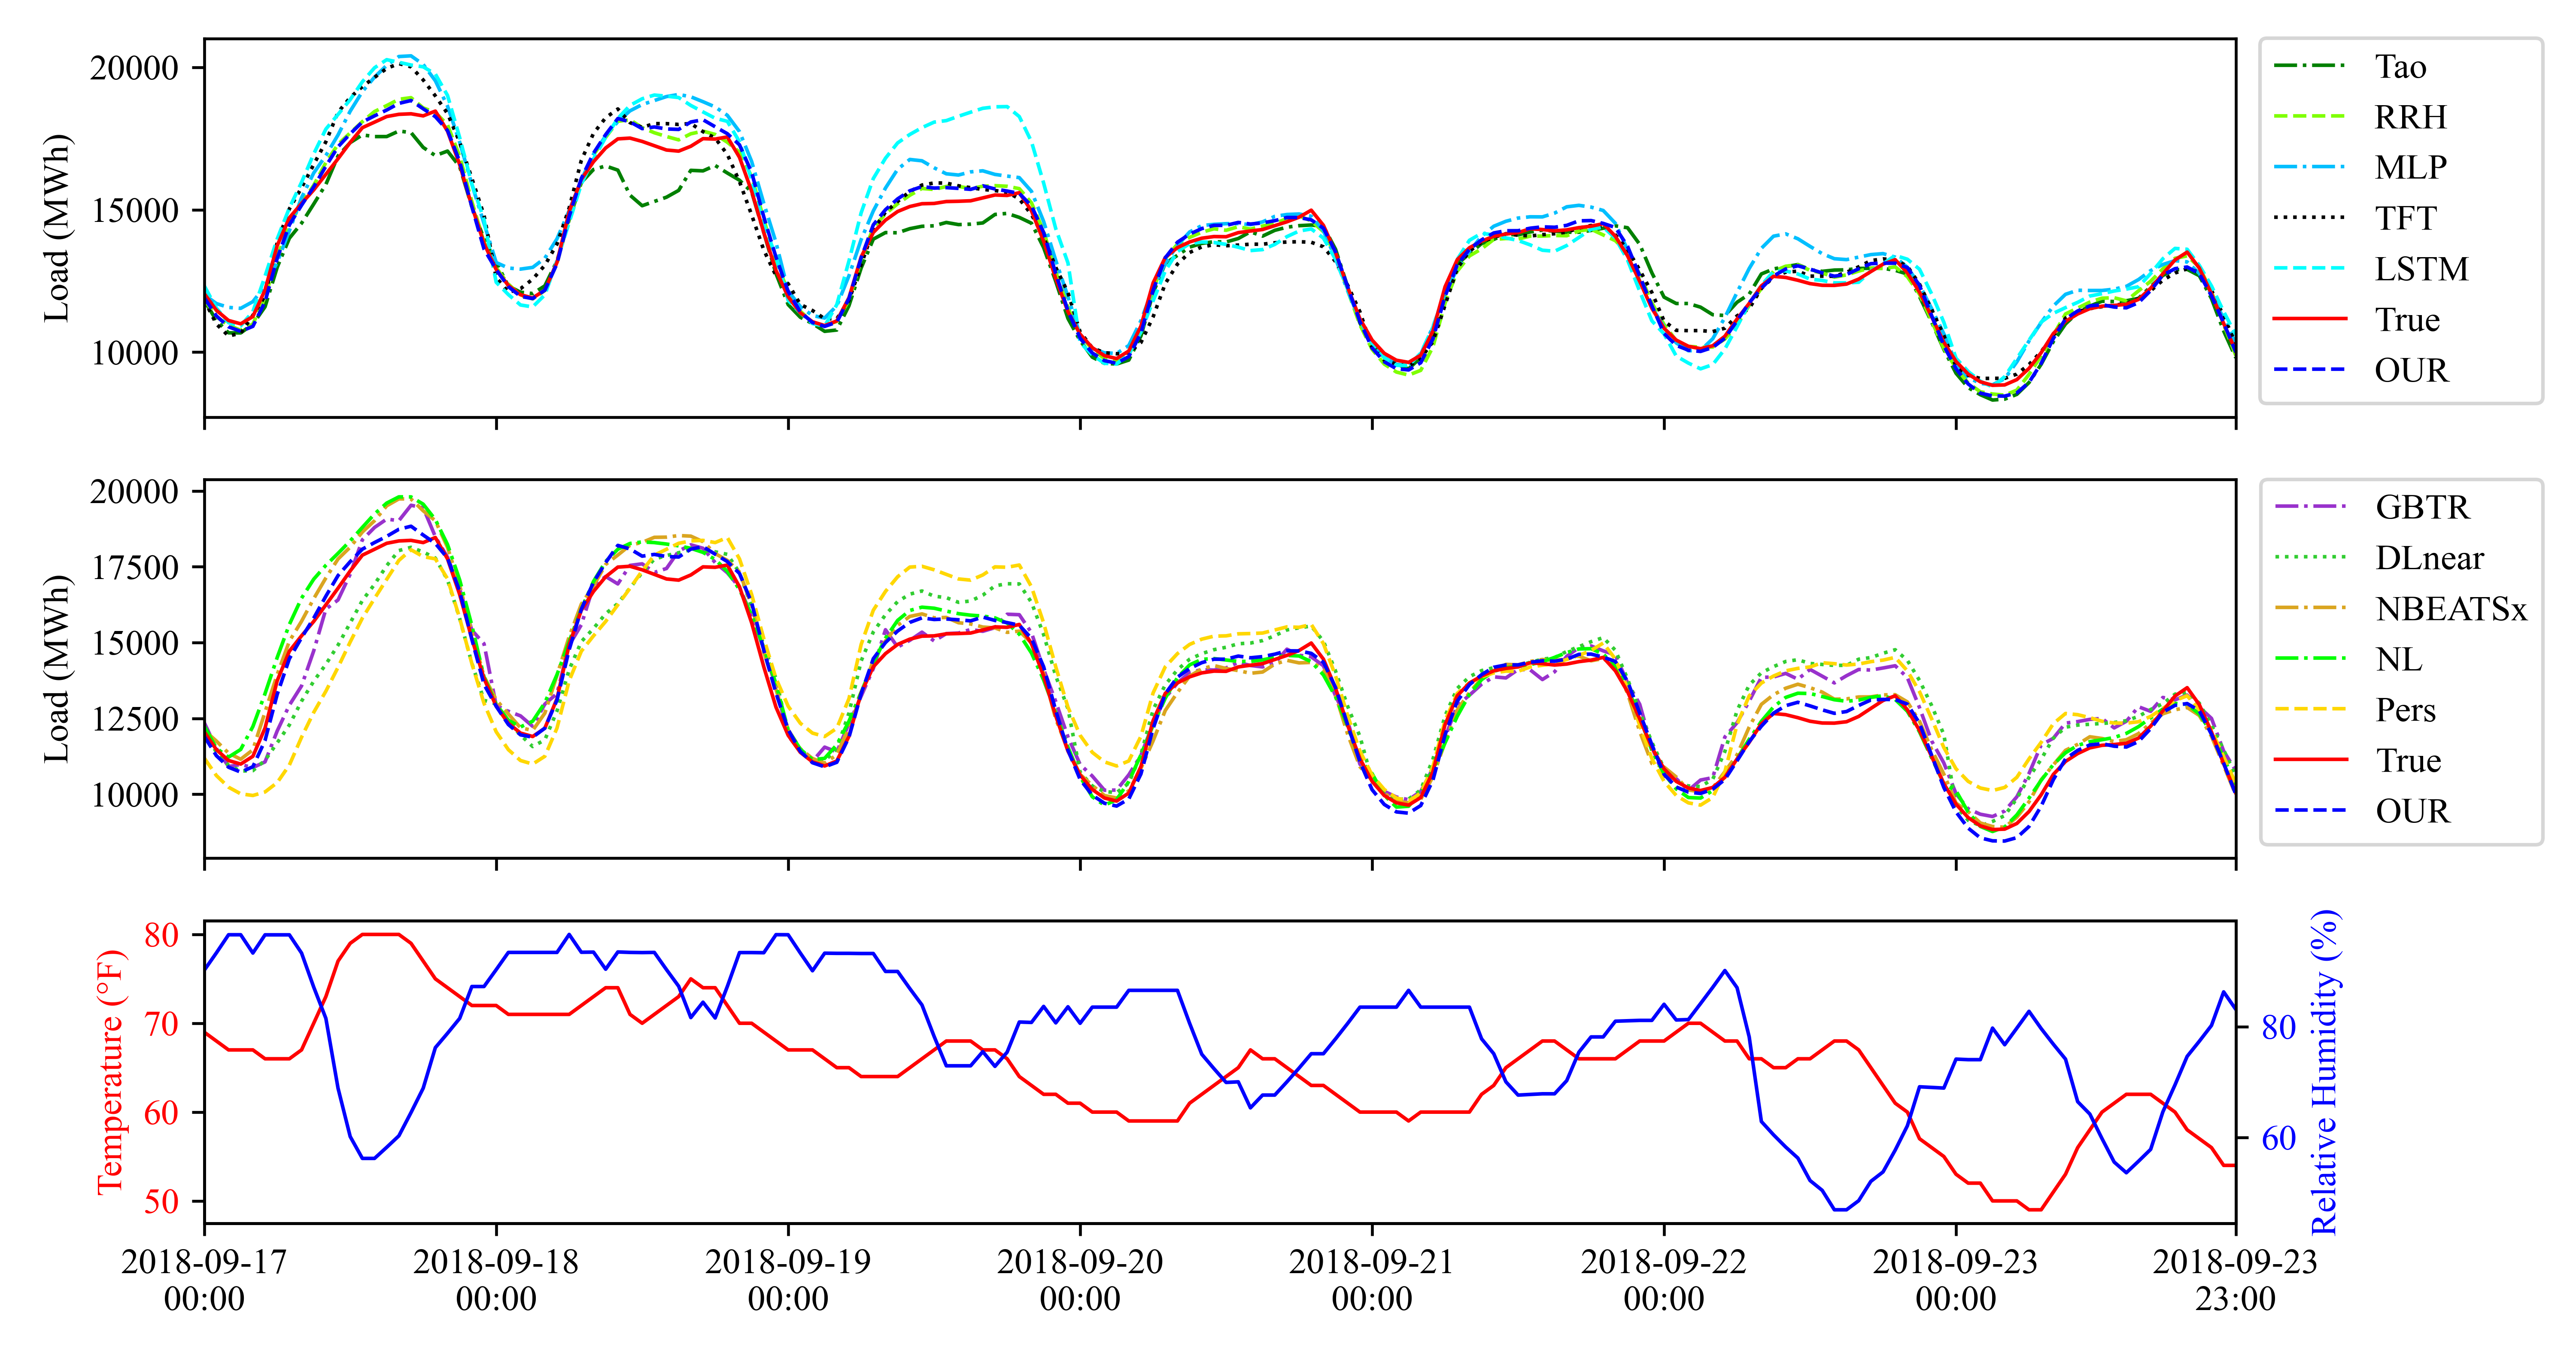 Load (MWh)
20000
15000
10000
Tao
RRH
MLP
TFT
LSTM
True
OUR
Load (MWh)
20000
17500
15000
12500
10000
GBTR
DLnear
NBEATSx
NL
Pers
True
OUR
Temperature (°F)
80
70
60
50
80
60
Relative Humidity (%)
2018-09-17
00:00
2018-09-18
00:00
2018-09-19
00:00
2018-09-20
00:00
2018-09-21
00:00
2018-09-22
00:00
2018-09-23
00:00
2018-09-23
23:00